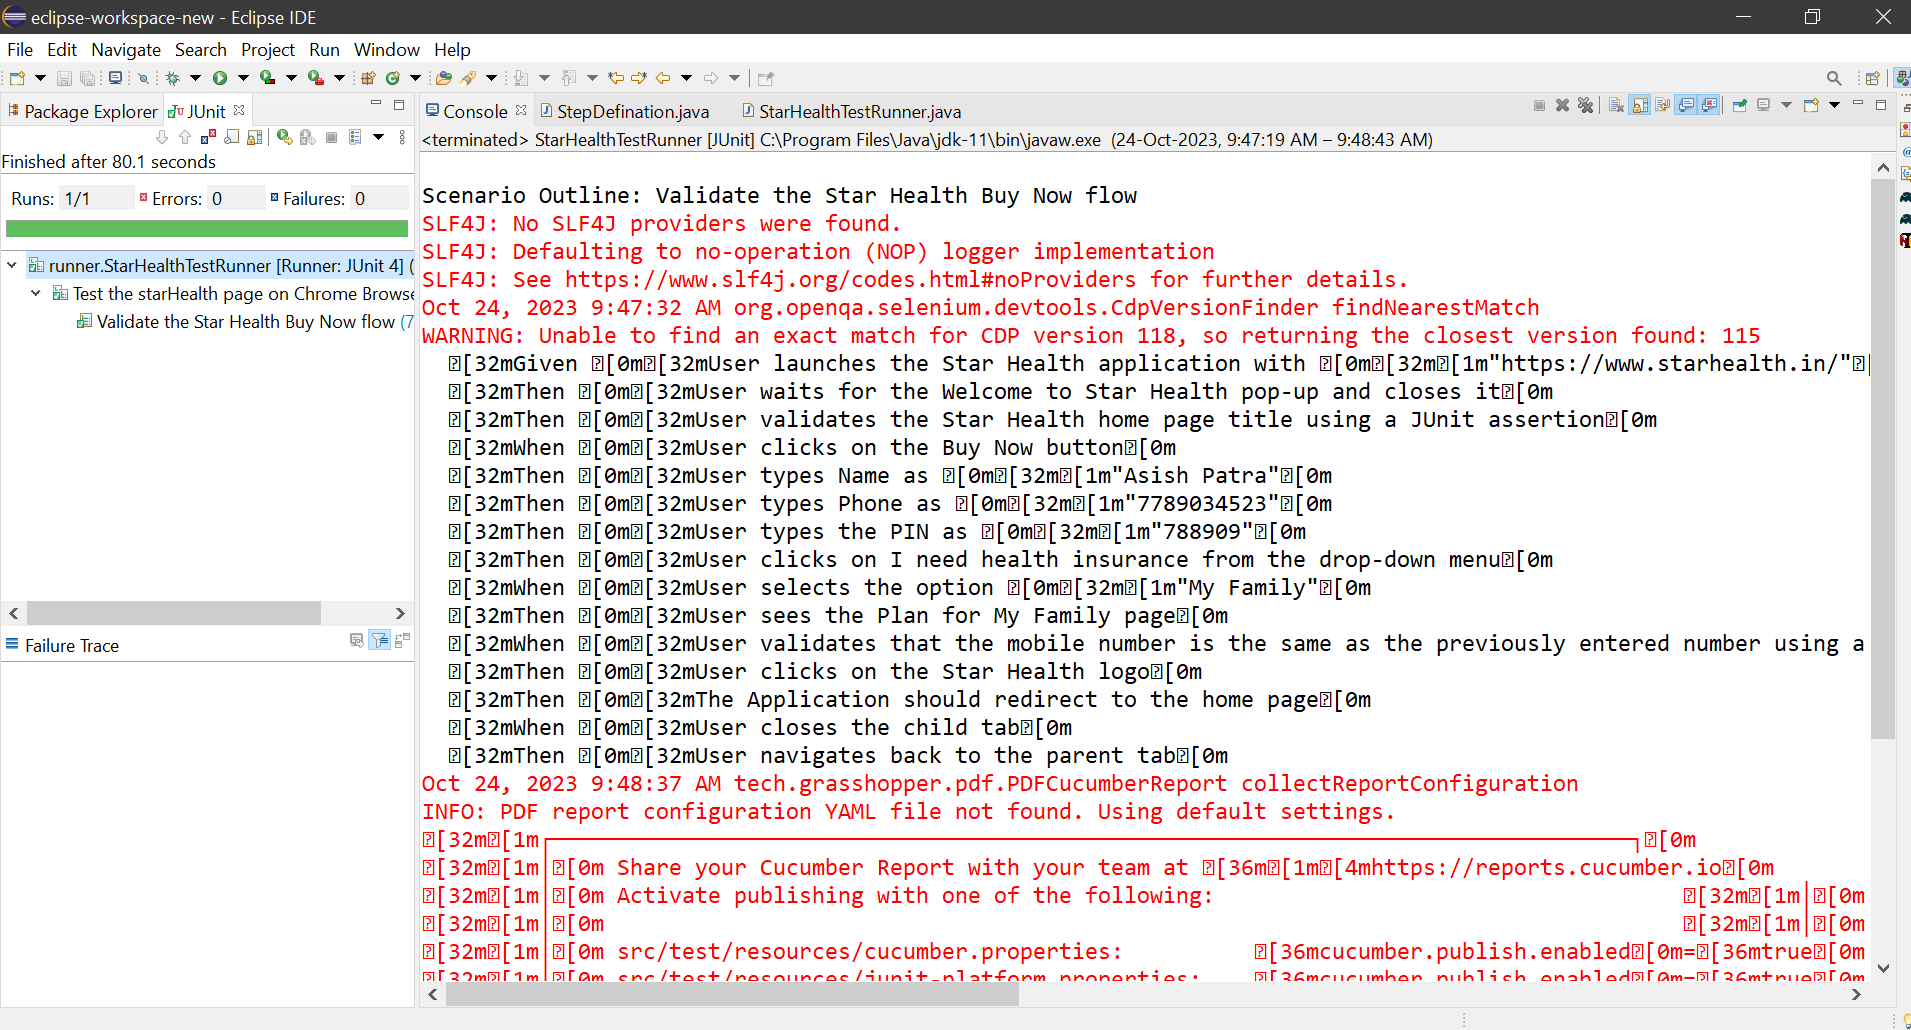 eclipse-workspace-new - Eclipse IDE
File Edit Navigate Search Project Run Window Help
Package Explorer JUnit
Console StepDefination.java StarHealthTestRunner.java
<terminated> StarHealthTestRunner [JUnit] C:\Program Files\Java\jdk-11\bin\javaw.exe (24-Oct-2023, 9:47:19 AM – 9:48:43 AM)
Finished after 80.1 seconds
Runs: 1/1 Errors: 0 Failures: 0
runner.StarHealthTestRunner [Runner: JUnit 4] (
Test the starHealth page on Chrome Browse
Validate the Star Health Buy Now flow (7
Failure Trace
Scenario Outline: Validate the Star Health Buy Now flow
SLF4J: No SLF4J providers were found.
SLF4J: Defaulting to no-operation (NOP) logger implementation
SLF4J: See https://www.slf4j.org/codes.html#noProviders for further details.
Oct 24, 2023 9:47:32 AM org.openqa.selenium.devtools.CdpVersionFinder findNearestMatch
WARNING: Unable to find an exact match for CDP version 118, so returning the closest version found: 115
⍰[32mGiven ⍰[0m⍰[32mUser launches the Star Health application with ⍰[0m⍰[32m⍰[1m"https://www.starhealth.in/"⍰[
⍰[32mThen ⍰[0m⍰[32mUser waits for the Welcome to Star Health pop-up and closes it⍰[0m
⍰[32mThen ⍰[0m⍰[32mUser validates the Star Health home page title using a JUnit assertion⍰[0m
⍰[32mWhen ⍰[0m⍰[32mUser clicks on the Buy Now button⍰[0m
⍰[32mThen ⍰[0m⍰[32mUser types Name as ⍰[0m⍰[32m⍰[1m"Asish Patra"⍰[0m
⍰[32mThen ⍰[0m⍰[32mUser types Phone as ⍰[0m⍰[32m⍰[1m"7789034523"⍰[0m
⍰[32mThen ⍰[0m⍰[32mUser types the PIN as ⍰[0m⍰[32m⍰[1m"788909"⍰[0m
⍰[32mThen ⍰[0m⍰[32mUser clicks on I need health insurance from the drop-down menu⍰[0m
⍰[32mWhen ⍰[0m⍰[32mUser selects the option ⍰[0m⍰[32m⍰[1m"My Family"⍰[0m
⍰[32mThen ⍰[0m⍰[32mUser sees the Plan for My Family page⍰[0m
⍰[32mWhen ⍰[0m⍰[32mUser validates that the mobile number is the same as the previously entered number using a
⍰[32mThen ⍰[0m⍰[32mUser clicks on the Star Health logo⍰[0m
⍰[32mThen ⍰[0m⍰[32mThe Application should redirect to the home page⍰[0m
⍰[32mWhen ⍰[0m⍰[32mUser closes the child tab⍰[0m
⍰[32mThen ⍰[0m⍰[32mUser navigates back to the parent tab⍰[0m
Oct 24, 2023 9:48:37 AM tech.grasshopper.pdf.PDFCucumberReport collectReportConfiguration
INFO: PDF report configuration YAML file not found. Using default settings.
⍰[32m⍰[1m ⍰[0m
⍰[32m⍰[1m│⍰[0m Share your Cucumber Report with your team at ⍰[36m⍰[1m⍰[4mhttps://reports.cucumber.io⍰[0m
⍰[32m⍰[1m│⍰[0m Activate publishing with one of the following: ⍰[32m⍰[1m│⍰[0m
⍰[32m⍰[1m│⍰[0m ⍰[32m⍰[1m│⍰[0m
⍰[32m⍰[1m│⍰[0m src/test/resources/cucumber.properties: ⍰[36mcucumber.publish.enabled⍰[0m=⍰[36mtrue⍰[0m
⍰[32m⍰[1m│⍰[0m src/test/resources/junit-platform.properties: ⍰[36mcucumber.publish.enabled⍰[0m=⍰[36mtrue⍰[0m